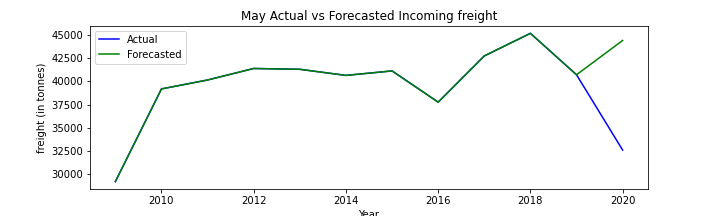 May Actual vs Forecasted Incoming freight
Actual
Forecasted
freight (in tonnes)
45000
42500
40000
37500
35000
32500
30000
2010 2012 2014 2016 2018 2020
Year